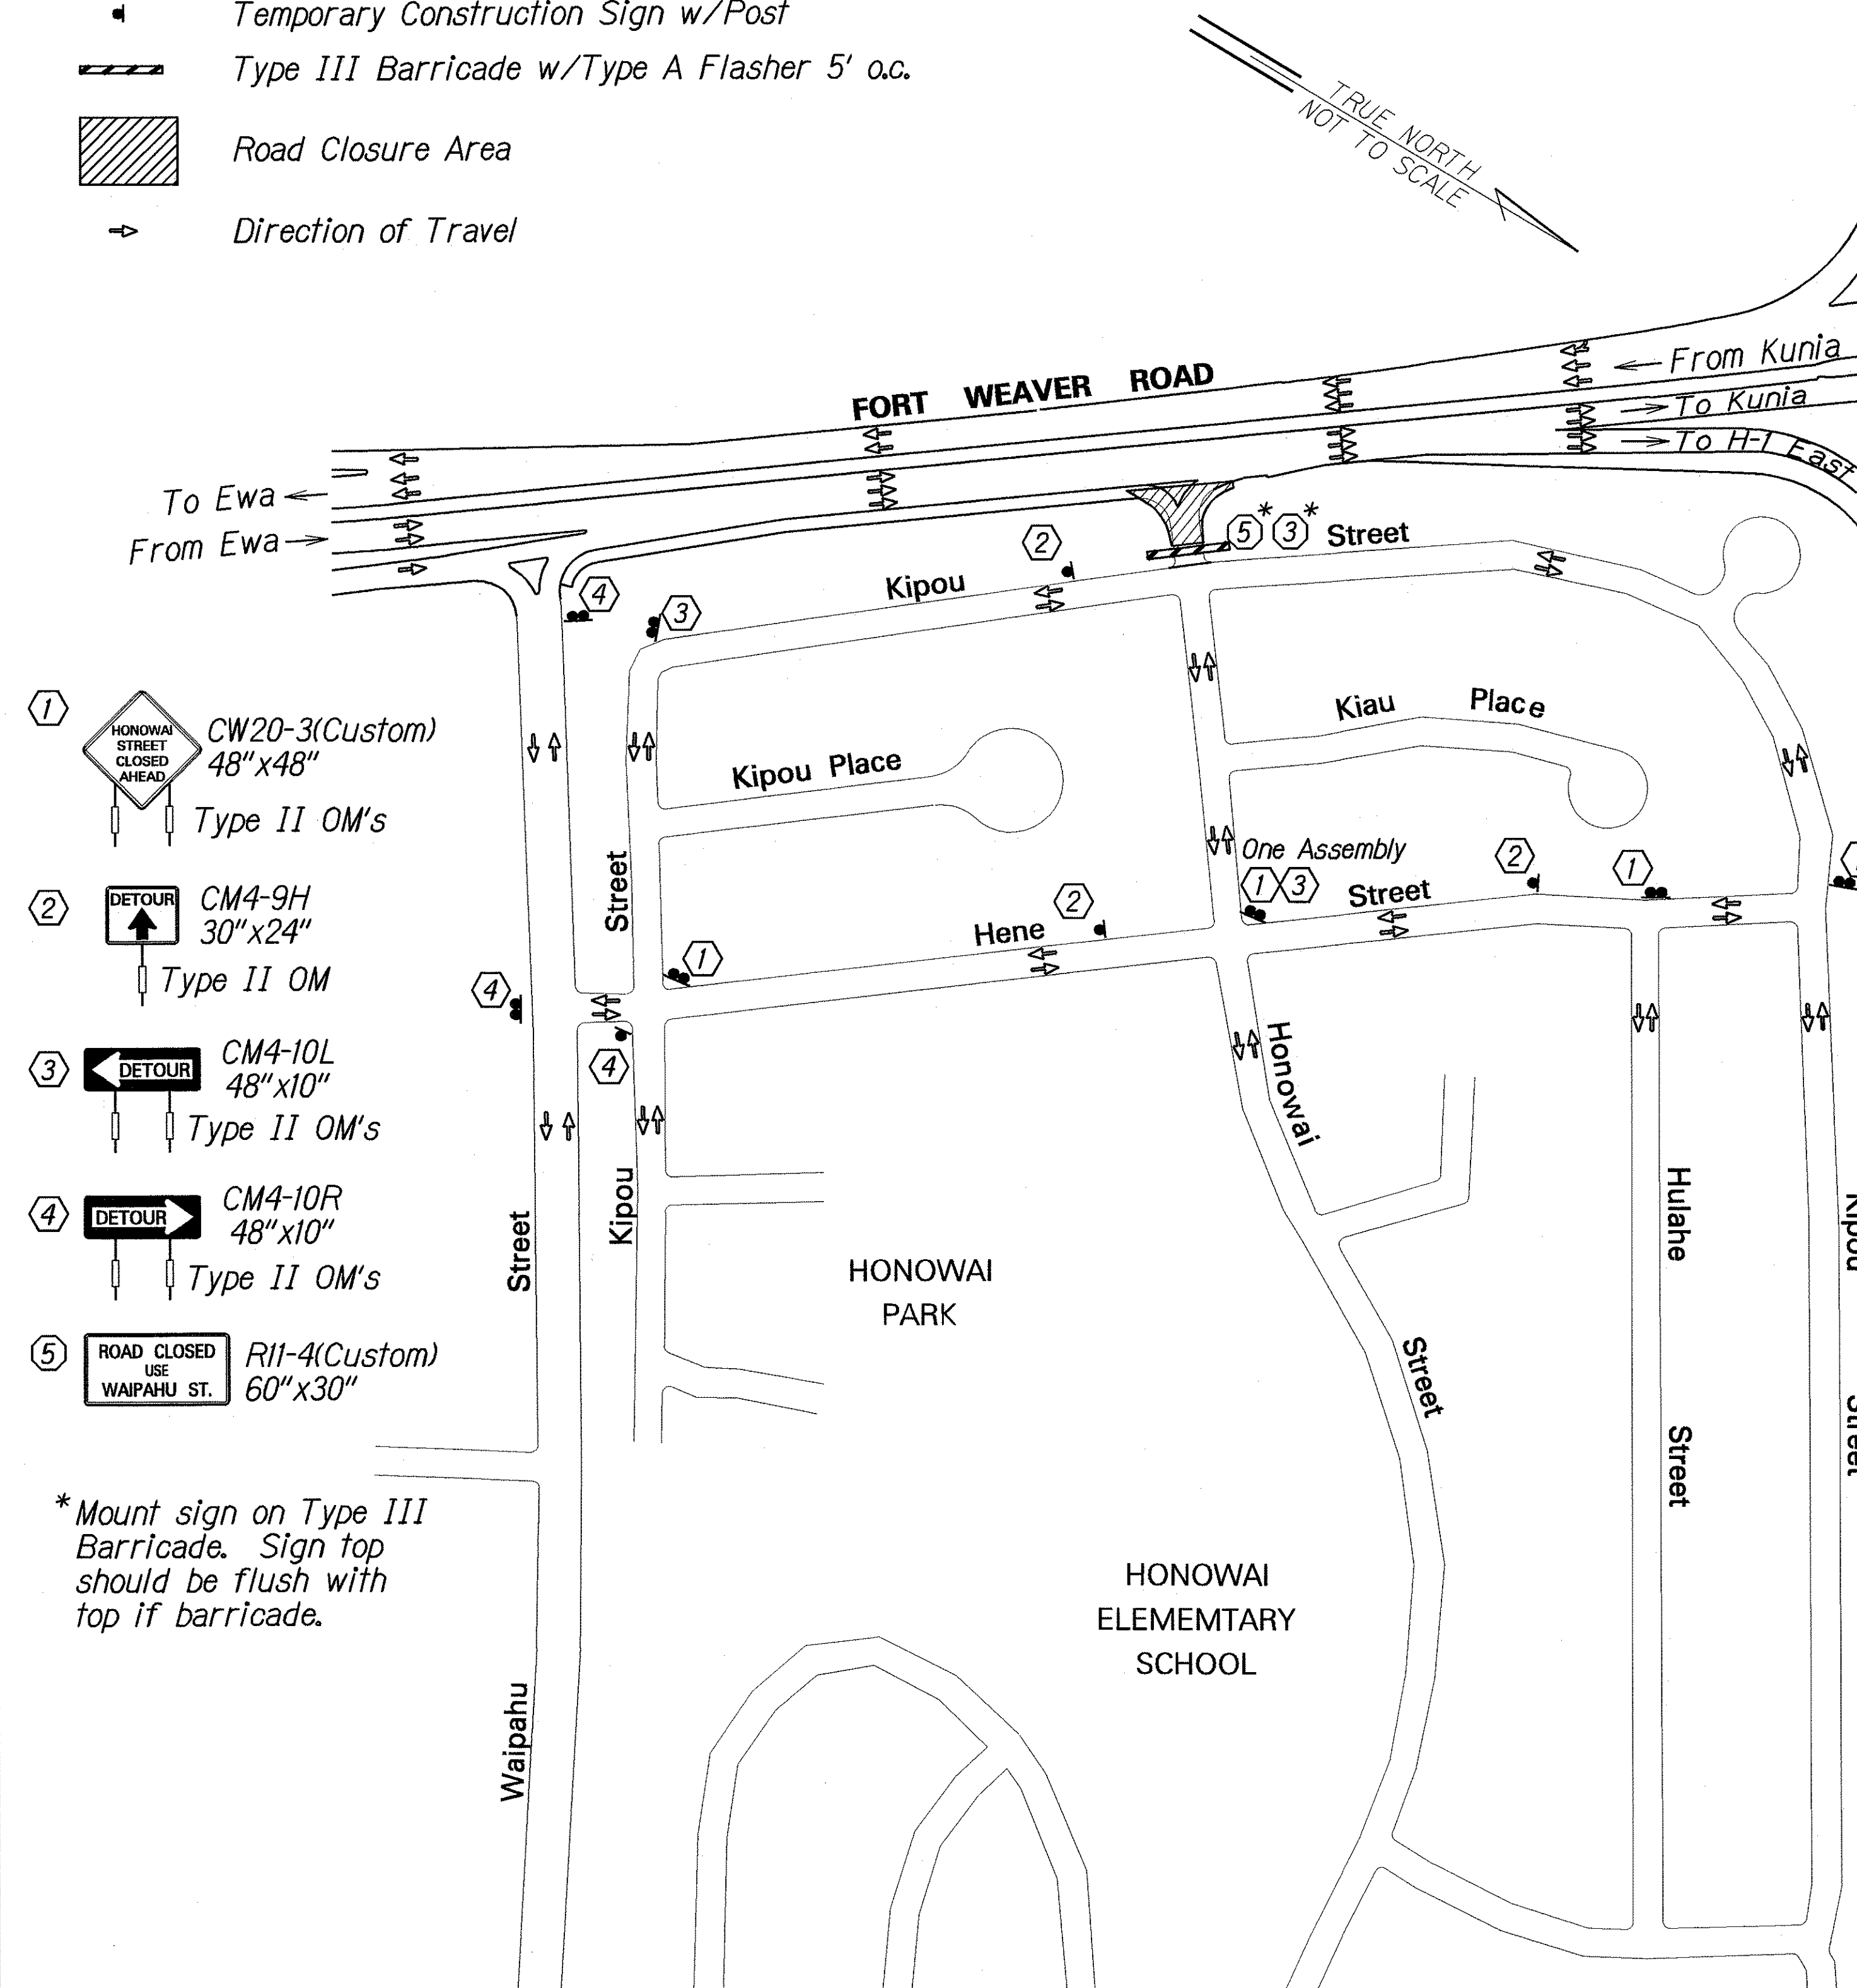 Temporary Construction Sign w/Post
Type III Barricade w/Type A Flasher 5' o.c.
Road Closure Area
Direction of Travel
TRUE NORTH
NOT TO SCALE
FORT WEAVER ROAD
From Kunia
To Kunia
To H-1 East
To Ewa
From Ewa
5* 3*
Street
2
Kipou
4
3
1
HONOWAI
STREET
CLOSED
AHEAD
CW20-3(Custom)
48"x48"
Type II OM's
2
DETOUR
CM4-9H
30"x24"
Type II OM
3
DETOUR
CM4-10L
48"x10"
Type II OM's
4
DETOUR
CM4-10R
48"x10"
Type II OM's
5
ROAD CLOSED
USE
WAIPAHU ST.
R11-4(Custom)
60"x30"
*Mount sign on Type III
Barricade. Sign top
should be flush with
top if barricade.
Kiau Place
Kipou Place
One Assembly
1 3
Street
2
1
Hene
2
1
4
4
Street
Kipou
Street
Waipahu
Honowai
Street
Hulahe
Street
Kipou
Street
HONOWAI
PARK
HONOWAI
ELEMEMTARY
SCHOOL